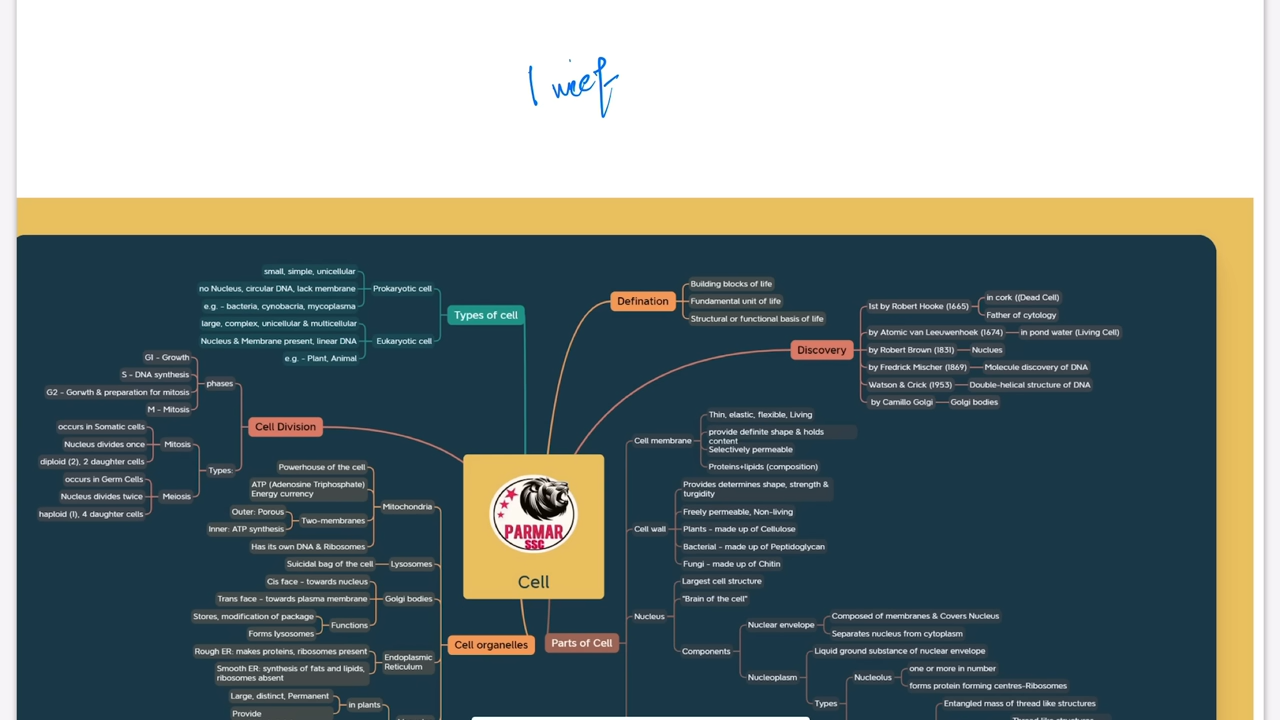 1 week
small, simple, unicellular
no Nucleus, circular DNA, lack membrane
e.g. - bacteria, cynobacria, mycoplasma
Prokaryotic cell
large, complex, unicellular & multicellular
Nucleus & Membrane present, linear DNA
e.g. - Plant, Animal
Eukaryotic cell
Types of cell
Defination
Building blocks of life
Fundamental unit of life
Structural or functional basis of life
Discovery
1st by Robert Hooke (1665)
in cork ((Dead Cell)
Father of cytology
by Atomic van Leeuwenhoek (1674)
in pond water (Living Cell)
by Robert Brown (1831)
Nuclues
by Fredrick Mischer (1869)
Molecule discovery of DNA
Watson & Crick (1953)
Double-helical structure of DNA
by Camillo Golgi
Golgi bodies
G1 - Growth
S - DNA synthesis
G2 - Gorwth & preparation for mitosis
M - Mitosis
phases
occurs in Somatic cells
Nucleus divides once
diploid (2), 2 daughter cells
Mitosis
occurs in Germ Cells
Nucleus divides twice
haploid (1), 4 daughter cells
Meiosis
Types:
Cell Division
Powerhouse of the cell
ATP (Adenosine Triphosphate)
Energy currency
Outer: Porous
Inner: ATP synthesis
Two-membranes
Has its own DNA & Ribosomes
Mitochondria
Suicidal bag of the cell
Lysosomes
Cis face - towards nucleus
Trans face - towards plasma membrane
Stores, modification of package
Forms lysosomes
Functions
Golgi bodies
Rough ER: makes proteins, ribosomes present
Smooth ER: synthesis of fats and lipids,
ribosomes absent
Endoplasmic
Reticulum
Large, distinct, Permanent
Provide
in plants
Cell organelles
PARMAR
SSC
Cell
Parts of Cell
Cell membrane
Thin, elastic, flexible, Living
provide definite shape & holds
content
Selectively permeable
Proteins+lipids (composition)
Cell wall
Provides determines shape, strength &
turgidity
Freely permeable, Non-living
Plants - made up of Cellulose
Bacterial - made up of Peptidoglycan
Fungi - made up of Chitin
Nucleus
Largest cell structure
"Brain of the cell"
Components
Nuclear envelope
Composed of membranes & Covers Nucleus
Separates nucleus from cytoplasm
Nucleoplasm
Liquid ground substance of nuclear envelope
Types
Nucleolus
one or more in number
forms protein forming centres-Ribosomes
Entangled mass of thread like structures